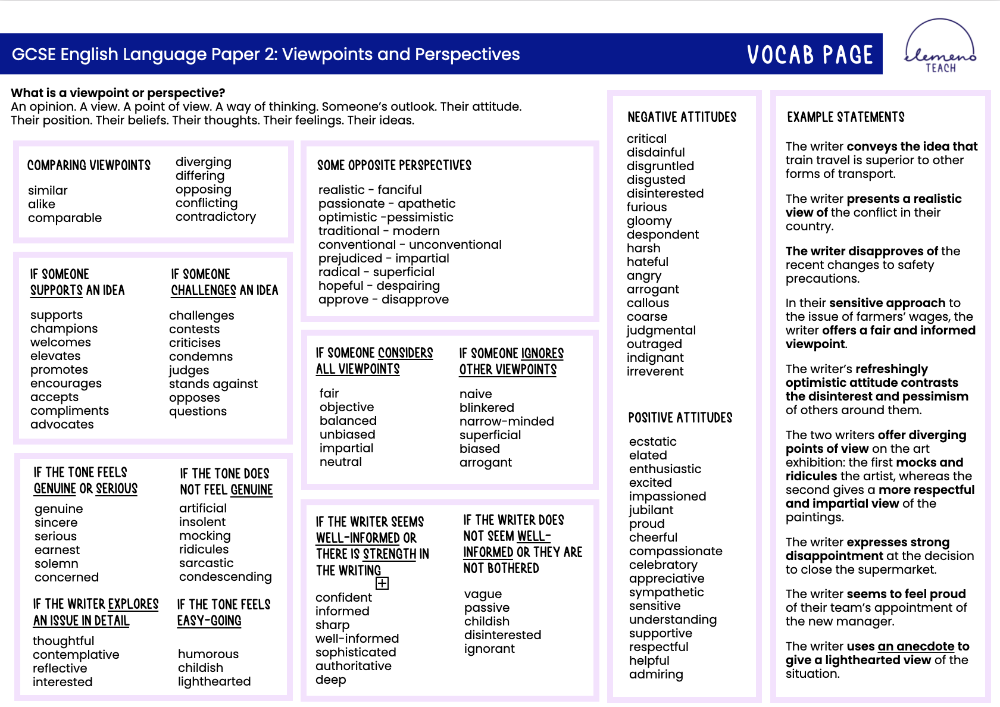 GCSE English Language Paper 2: Viewpoints and Perspectives
VOCAB PAGE
elemeno
TEACH
What is a viewpoint or perspective?
An opinion. A view. A point of view. A way of thinking. Someone's outlook. Their attitude.
Their position. Their beliefs. Their thoughts. Their feelings. Their ideas.
COMPARING VIEWPOINTS
similar
alike
comparable
diverging
differing
opposing
conflicting
contradictory
IF SOMEONE
SUPPORTS AN IDEA
supports
champions
welcomes
elevates
promotes
encourages
accepts
compliments
advocates
IF SOMEONE
CHALLENGES AN IDEA
challenges
contests
criticises
condemns
judges
stands against
opposes
questions
IF THE TONE FEELS
GENUINE OR SERIOUS
genuine
sincere
serious
earnest
solemn
concerned
IF THE TONE DOES
NOT FEEL GENUINE
artificial
insolent
mocking
ridicules
sarcastic
condescending
IF THE WRITER EXPLORES
AN ISSUE IN DETAIL
thoughtful
contemplative
reflective
interested
IF THE TONE FEELS
EASY-GOING
humorous
childish
lighthearted
SOME OPPOSITE PERSPECTIVES
realistic - fanciful
passionate - apathetic
optimistic -pessimistic
traditional - modern
conventional - unconventional
prejudiced - impartial
radical - superficial
hopeful - despairing
approve - disapprove
IF SOMEONE CONSIDERS
ALL VIEWPOINTS
fair
objective
balanced
unbiased
impartial
neutral
IF SOMEONE IGNORES
OTHER VIEWPOINTS
naive
blinkered
narrow-minded
superficial
biased
arrogant
IF THE WRITER SEEMS
WELL-INFORMED OR
THERE IS STRENGTH IN
THE WRITING
confident
informed
sharp
well-informed
sophisticated
authoritative
deep
IF THE WRITER DOES
NOT SEEM WELL-
INFORMED OR THEY ARE
NOT BOTHERED
vague
passive
childish
disinterested
ignorant
NEGATIVE ATTITUDES
critical
disdainful
disgruntled
disgusted
disinterested
furious
gloomy
despondent
harsh
hateful
angry
arrogant
callous
coarse
judgmental
outraged
indignant
irreverent
POSITIVE ATTITUDES
ecstatic
elated
enthusiastic
excited
impassioned
jubilant
proud
cheerful
compassionate
celebratory
appreciative
sympathetic
sensitive
understanding
supportive
respectful
helpful
admiring
EXAMPLE STATEMENTS
The writer conveys the idea that
train travel is superior to other
forms of transport.
The writer presents a realistic
view of the conflict in their
country.
The writer disapproves of the
recent changes to safety
precautions.
In their sensitive approach to
the issue of farmers' wages, the
writer offers a fair and informed
viewpoint.
The writer's refreshingly
optimistic attitude contrasts
the disinterest and pessimism
of others around them.
The two writers offer diverging
points of view on the art
exhibition: the first mocks and
ridicules the artist, whereas the
second gives a more respectful
and impartial view of the
paintings.
The writer expresses strong
disappointment at the decision
to close the supermarket.
The writer seems to feel proud
of their team's appointment of
the new manager.
The writer uses an anecdote to
give a lighthearted view of the
situation.